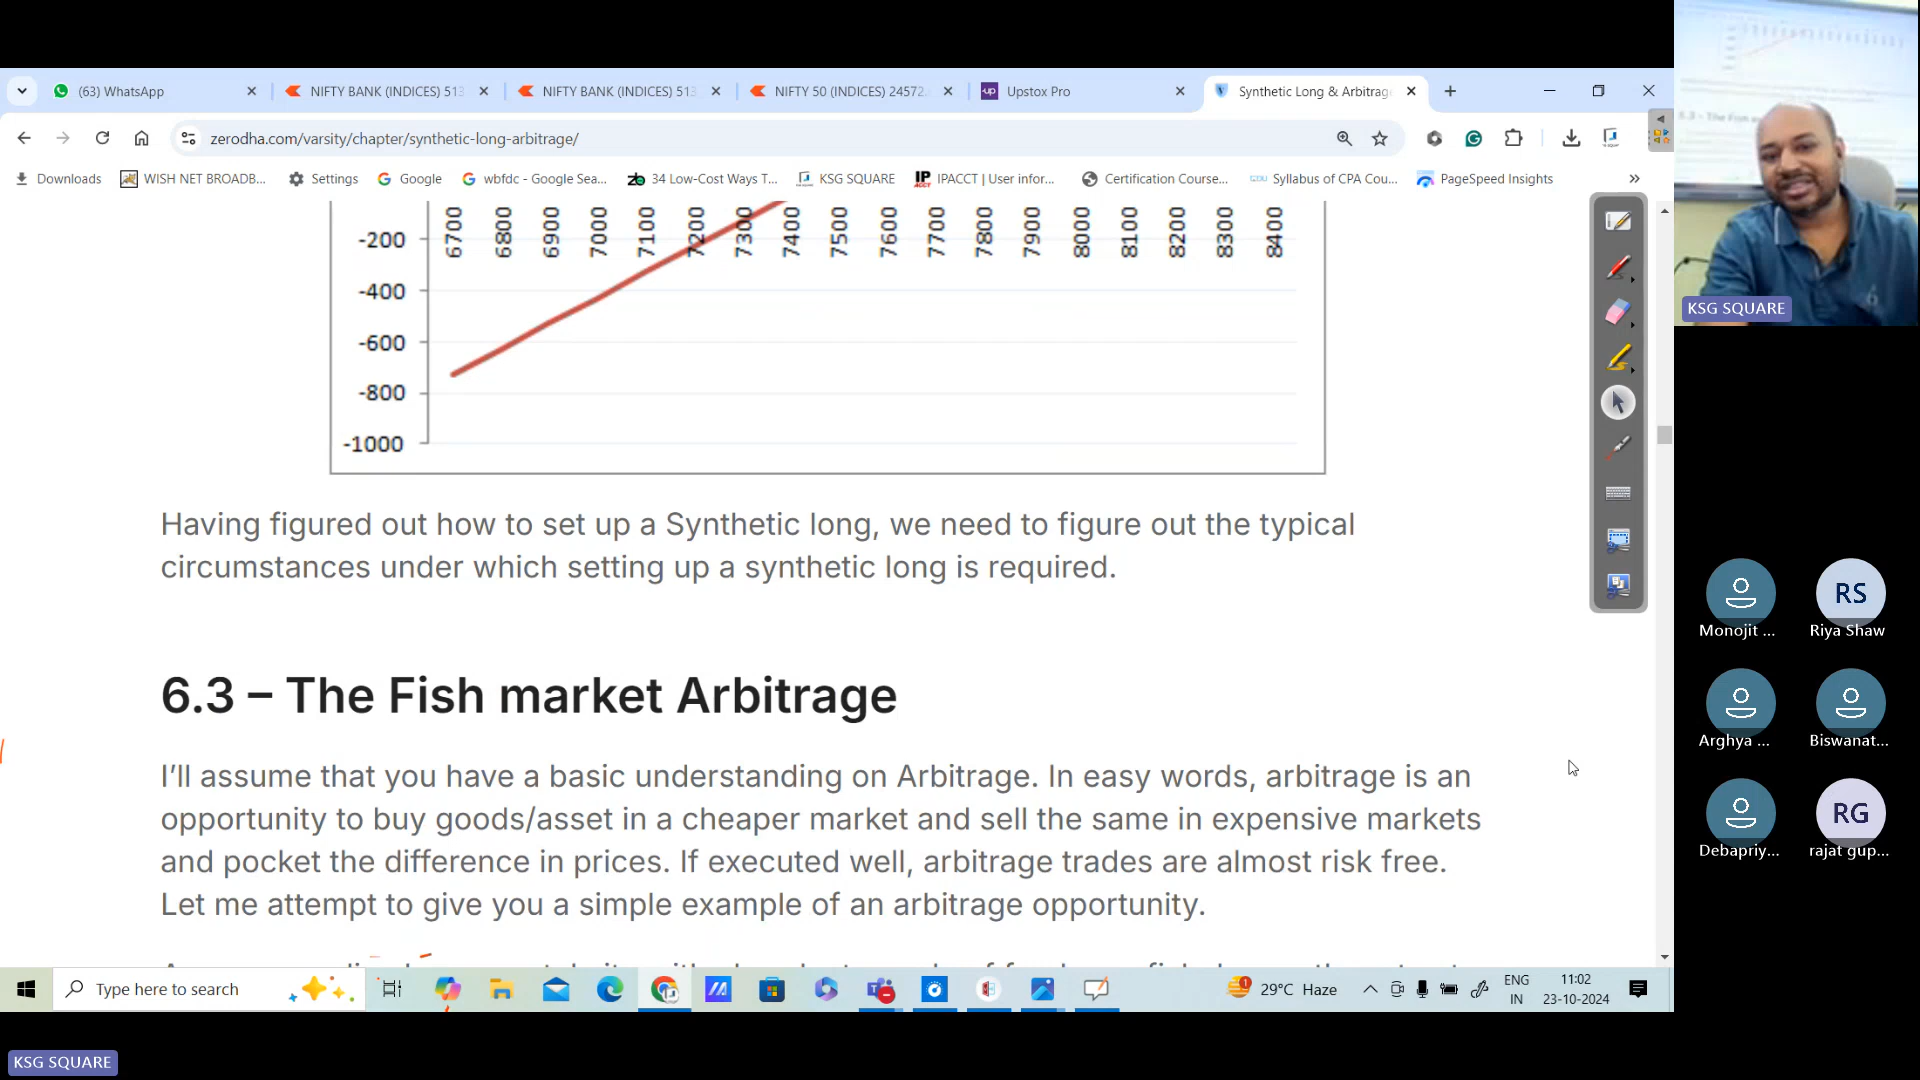 (63) WhatsApp
NIFTY BANK (INDICES) 513
NIFTY BANK (INDICES) 513
NIFTY 50 (INDICES) 24572.
Upstox Pro
Synthetic Long & Arbitrag
zerodha.com/varsity/chapter/synthetic-long-arbitrage/
Downloads
WISH NET BROADB...
Settings
Google
wbfdc - Google Sea...
34 Low-Cost Ways T...
KSG SQUARE
IPACCT | User infor...
Certification Course...
Syllabus of CPA Cou...
PageSpeed Insights
-200
-400
-600
-800
-1000
6700 6800 6900 7000 7100 7200 7300 7400 7500 7600 7700 7800 7900 8000 8100 8200 8300 8400
Having figured out how to set up a Synthetic long, we need to figure out the typical
circumstances under which setting up a synthetic long is required.
6.3 – The Fish market Arbitrage
I'll assume that you have a basic understanding on Arbitrage. In easy words, arbitrage is an
opportunity to buy goods/asset in a cheaper market and sell the same in expensive markets
and pocket the difference in prices. If executed well, arbitrage trades are almost risk free.
Let me attempt to give you a simple example of an arbitrage opportunity.
Type here to search
29°C Haze
ENG
IN
11:02
23-10-2024
KSG SQUARE
Monojit ...
Riya Shaw
RS
Arghya ...
Biswanat...
Debapriy...
RG
rajat gup...
KSG SQUARE